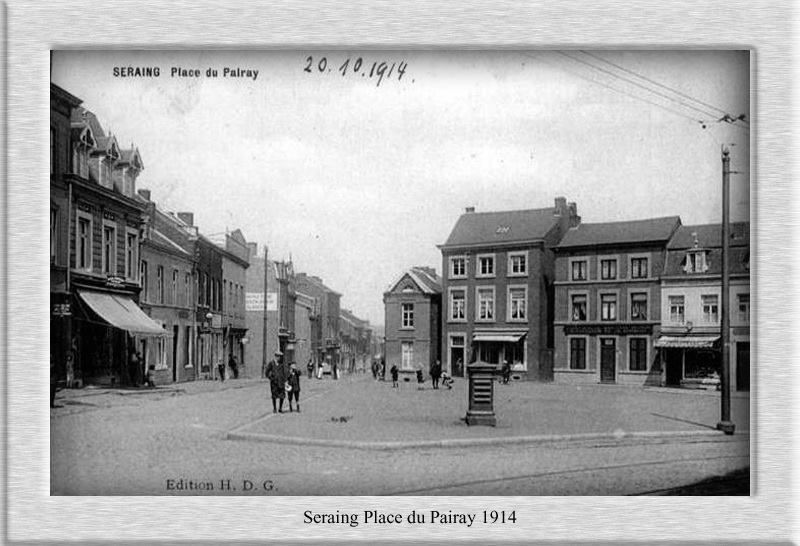 SERAING Place du Pairay
20.10.1914.
Edition H. D. G.
Seraing Place du Pairay 1914